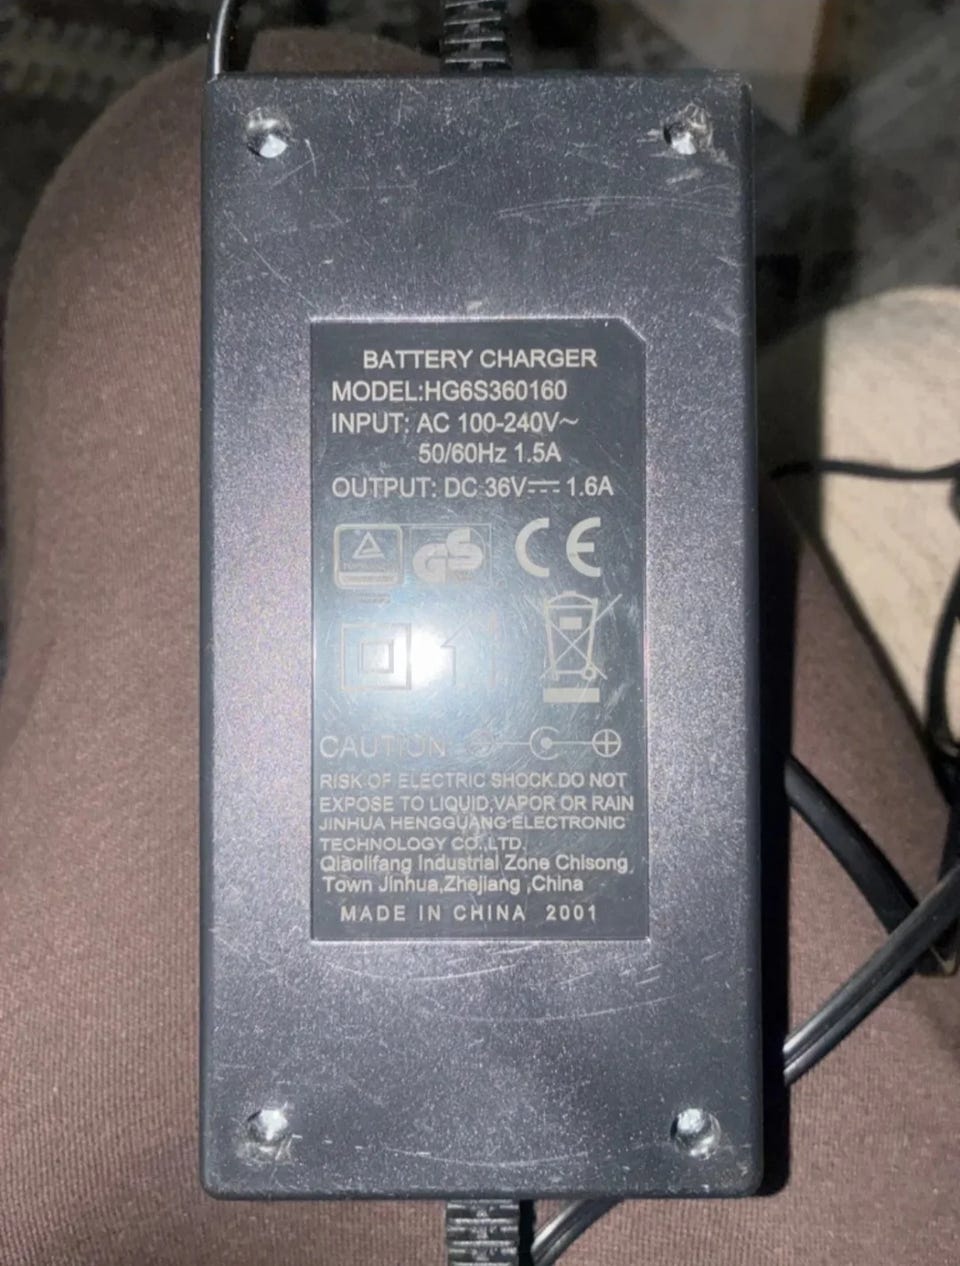 BATTERY CHARGER
MODEL:HG6S360160
INPUT: AC 100-240V~
50/60Hz 1.5A
OUTPUT: DC 36V⎓1.6A
GS
CE
CAUTION
RISK OF ELECTRIC SHOCK.DO NOT
EXPOSE TO LIQUID,VAPOR OR RAIN
JINHUA HENGGUANG ELECTRONIC
TECHNOLOGY CO.,LTD.
Qiaolifang Industrial Zone Chisong
Town Jinhua,Zhejiang ,China
MADE IN CHINA 2001